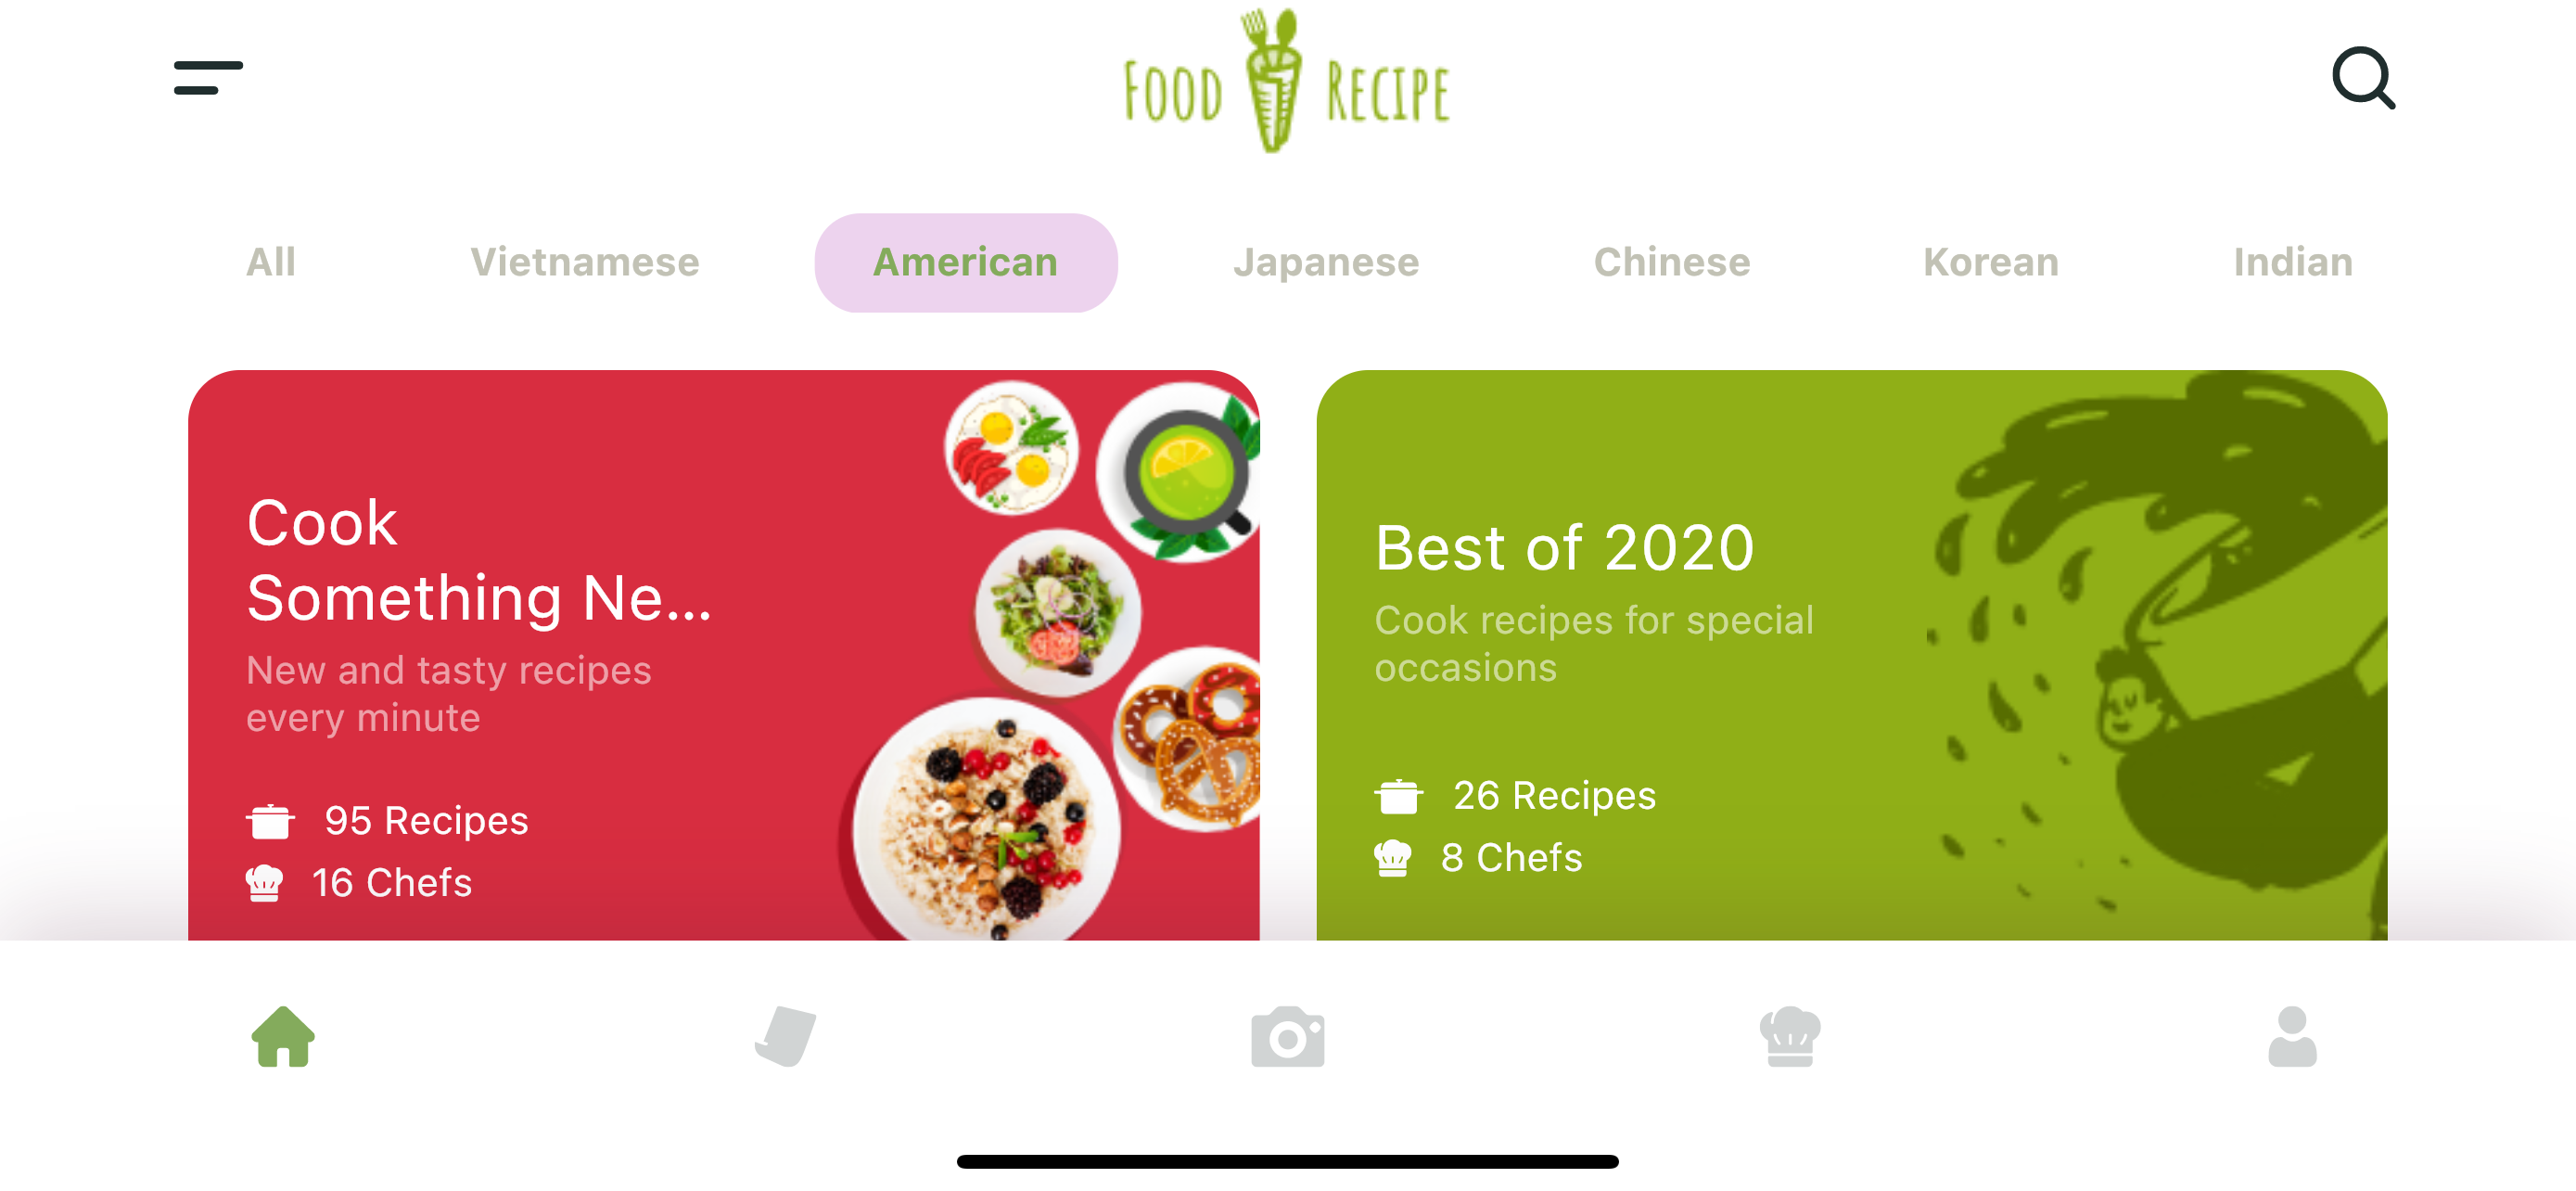 FOOD RECIPE
All Vietnamese American Japanese Chinese Korean Indian
Cook
Something Ne...
New and tasty recipes
every minute
95 Recipes
16 Chefs
Best of 2020
Cook recipes for special
occasions
26 Recipes
8 Chefs